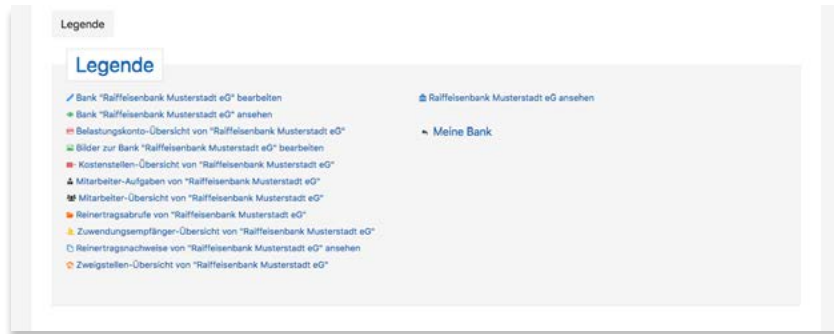 Legende
Legende
Bank "Raiffeisenbank Musterstadt eG" bearbeiten
Bank "Raiffeisenbank Musterstadt eG" ansehen
Belastungskonto-Übersicht von "Raiffeisenbank Musterstadt eG"
Bilder zur Bank "Raiffeisenbank Musterstadt eG" bearbeiten
Kostenstellen-Übersicht von "Raiffeisenbank Musterstadt eG"
Mitarbeiter-Aufgaben von "Raiffeisenbank Musterstadt eG"
Mitarbeiter-Übersicht von "Raiffeisenbank Musterstadt eG"
Reinertragsabrufe von "Raiffeisenbank Musterstadt eG"
Zuwendungsempfänger-Übersicht von "Raiffeisenbank Musterstadt eG"
Reinertragsnachweise von "Raiffeisenbank Musterstadt eG" ansehen
Zweigstellen-Übersicht von "Raiffeisenbank Musterstadt eG"
Raiffeisenbank Musterstadt eG ansehen
Meine Bank